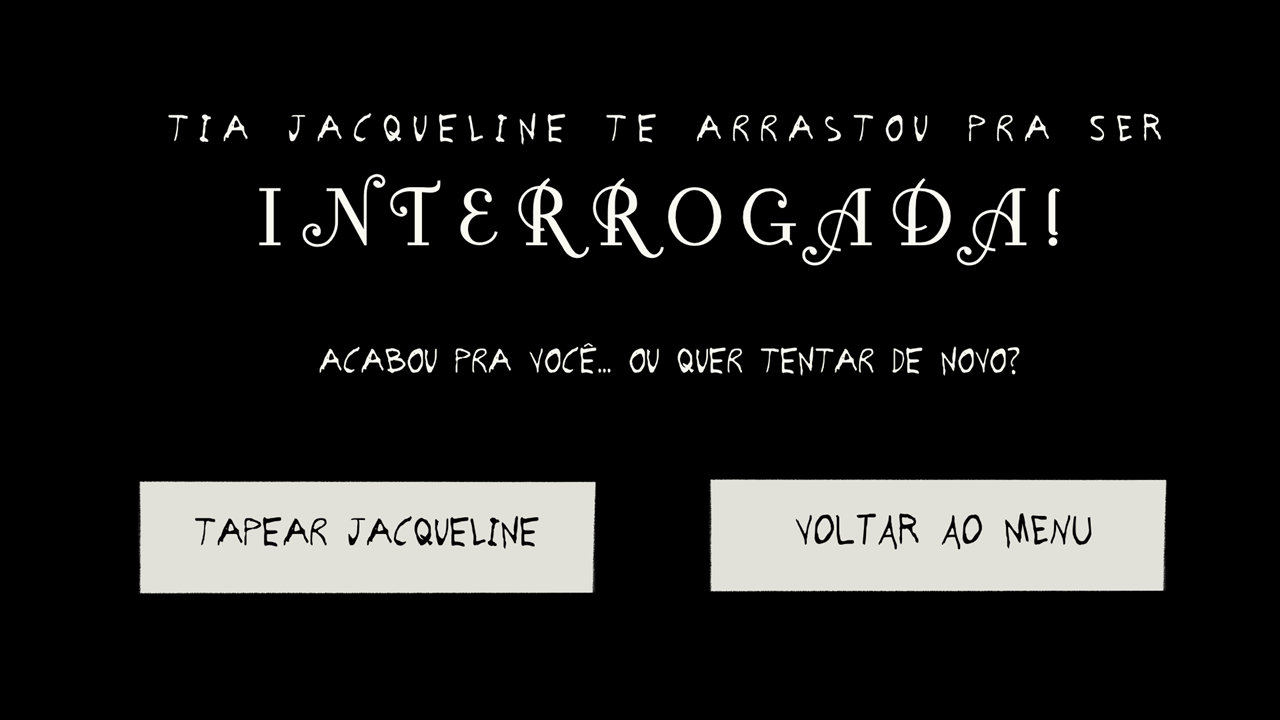 TIA JACQUELINE TE ARRASTOU PRA SER
INTERROGADA!
ACABOU PRA VOCÊ... OU QUER TENTAR DE NOVO?
TAPEAR JACQUELINE
VOLTAR AO MENU